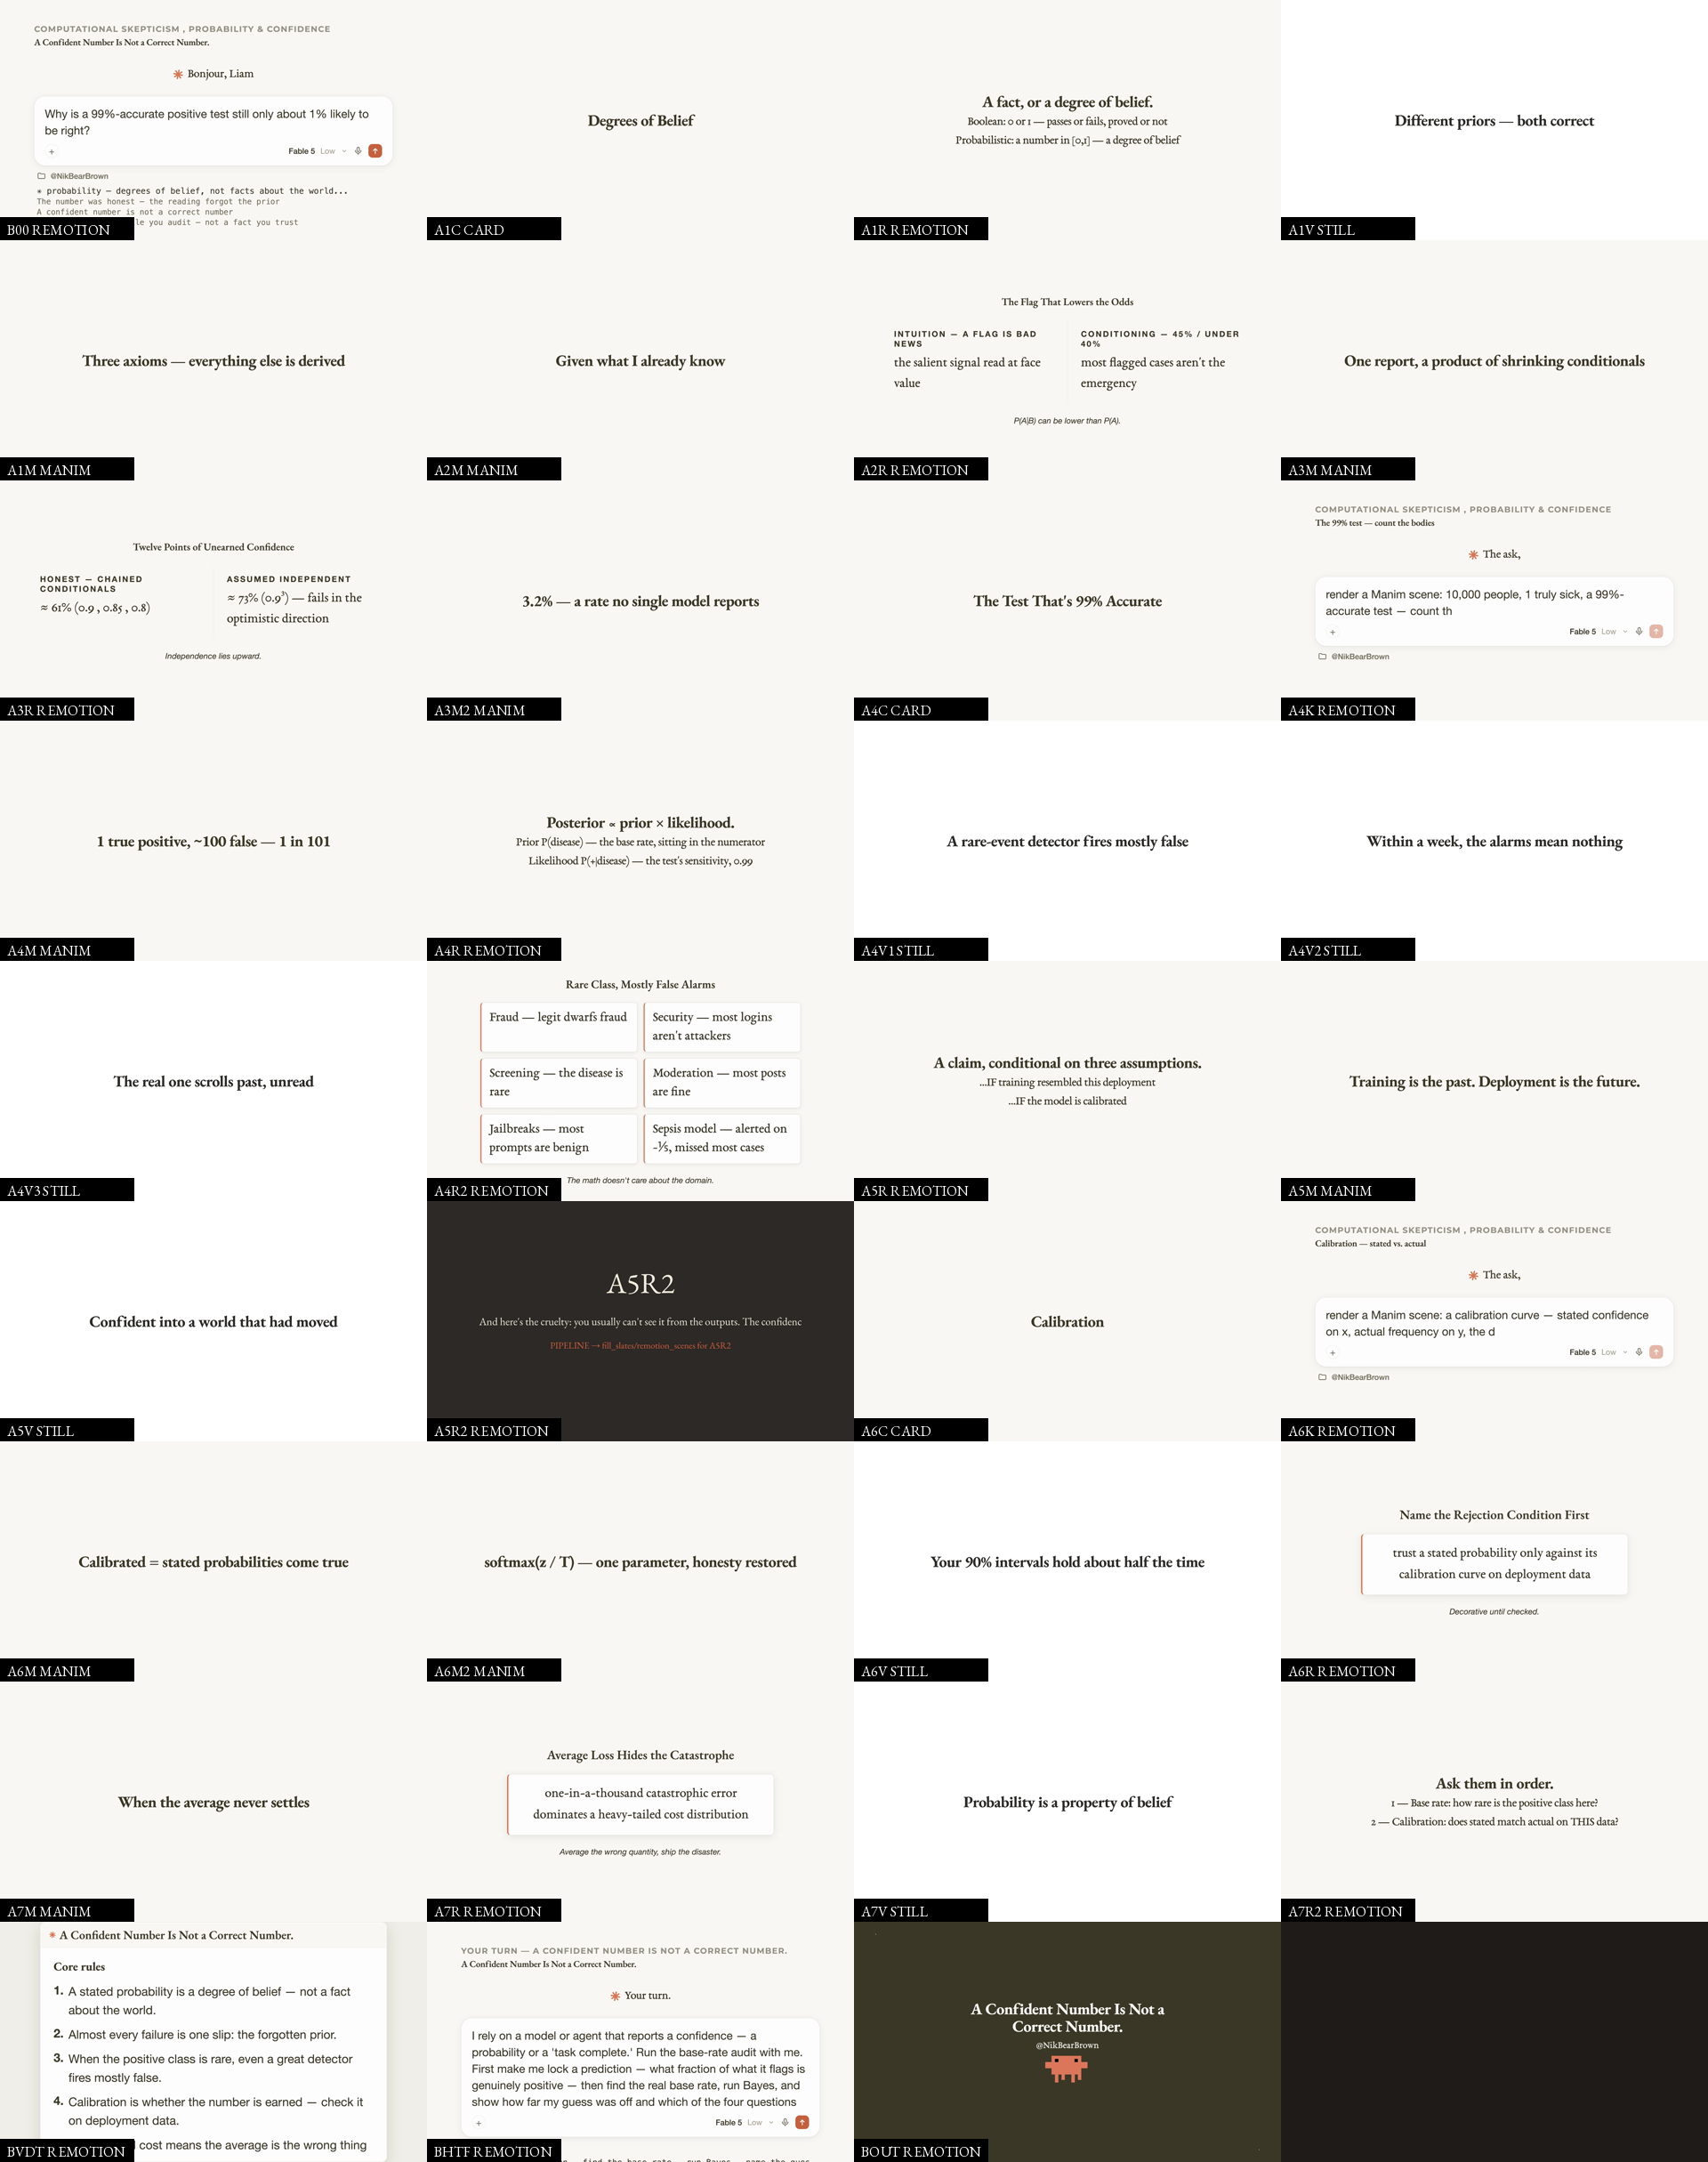 COMPUTATIONAL SKEPTICISM , PROBABILITY & CONFIDENCE
A Confident Number Is Not a Correct Number.
Bonjour, Liam
Why is a 99%-accurate positive test still only about 1% likely to
be right?
+
Fable 5 Low
@NikBearBrown
✳ probability — degrees of belief, not facts about the world...
The number was honest — the reading forgot the prior
A confident number is not a correct number
le you audit — not a fact you trust
B00 REMOTION
Degrees of Belief
A1C CARD
A fact, or a degree of belief.
Boolean: 0 or 1 — passes or fails, proved or not
Probabilistic: a number in [0,1] — a degree of belief
A1R REMOTION
Different priors — both correct
A1V STILL
Three axioms — everything else is derived
A1M MANIM
Given what I already know
A2M MANIM
The Flag That Lowers the Odds
INTUITION — A FLAG IS BAD
NEWS
the salient signal read at face
value
CONDITIONING — 45% / UNDER
40%
most flagged cases aren't the
emergency
P(A|B) can be lower than P(A).
A2R REMOTION
One report, a product of shrinking conditionals
A3M MANIM
Twelve Points of Unearned Confidence
HONEST — CHAINED
CONDITIONALS
≈ 61% (0.9 , 0.85 , 0.8)
ASSUMED INDEPENDENT
≈ 73% (0.9³) — fails in the
optimistic direction
Independence lies upward.
A3R REMOTION
3.2% — a rate no single model reports
A3M2 MANIM
The Test That's 99% Accurate
A4C CARD
COMPUTATIONAL SKEPTICISM , PROBABILITY & CONFIDENCE
The 99% test — count the bodies
The ask,
render a Manim scene: 10,000 people, 1 truly sick, a 99%-
accurate test — count th
+
Fable 5 Low
@NikBearBrown
A4K REMOTION
1 true positive, ~100 false — 1 in 101
A4M MANIM
Posterior ∝ prior × likelihood.
Prior P(disease) — the base rate, sitting in the numerator
Likelihood P(+|disease) — the test's sensitivity, 0.99
A4R REMOTION
A rare-event detector fires mostly false
A4V1 STILL
Within a week, the alarms mean nothing
A4V2 STILL
The real one scrolls past, unread
A4V3 STILL
Rare Class, Mostly False Alarms
Fraud — legit dwarfs fraud
Security — most logins
aren't attackers
Screening — the disease is
rare
Moderation — most posts
are fine
Jailbreaks — most
prompts are benign
Sepsis model — alerted on
~⅕, missed most cases
The math doesn't care about the domain.
A4R2 REMOTION
A claim, conditional on three assumptions.
...IF training resembled this deployment
...IF the model is calibrated
A5R REMOTION
Training is the past. Deployment is the future.
A5M MANIM
Confident into a world that had moved
A5V STILL
A5R2
And here's the cruelty: you usually can't see it from the outputs. The confidenc
PIPELINE → fill_slates/remotion_scenes for A5R2
A5R2 REMOTION
Calibration
A6C CARD
COMPUTATIONAL SKEPTICISM , PROBABILITY & CONFIDENCE
Calibration — stated vs. actual
The ask,
render a Manim scene: a calibration curve — stated confidence
on x, actual frequency on y, the d
+
Fable 5 Low
@NikBearBrown
A6K REMOTION
Calibrated = stated probabilities come true
A6M MANIM
softmax(z / T) — one parameter, honesty restored
A6M2 MANIM
Your 90% intervals hold about half the time
A6V STILL
Name the Rejection Condition First
trust a stated probability only against its
calibration curve on deployment data
Decorative until checked.
A6R REMOTION
When the average never settles
A7M MANIM
Average Loss Hides the Catastrophe
one-in-a-thousand catastrophic error
dominates a heavy-tailed cost distribution
Average the wrong quantity, ship the disaster.
A7R REMOTION
Probability is a property of belief
A7V STILL
Ask them in order.
1 — Base rate: how rare is the positive class here?
2 — Calibration: does stated match actual on THIS data?
A7R2 REMOTION
A Confident Number Is Not a Correct Number.
Core rules
1. A stated probability is a degree of belief — not a fact
about the world.
2. Almost every failure is one slip: the forgotten prior.
3. When the positive class is rare, even a great detector
fires mostly false.
4. Calibration is whether the number is earned — check it
on deployment data.
cost means the average is the wrong thing
BVDT REMOTION
YOUR TURN — A CONFIDENT NUMBER IS NOT A CORRECT NUMBER.
A Confident Number Is Not a Correct Number.
Your turn.
I rely on a model or agent that reports a confidence — a
probability or a 'task complete.' Run the base-rate audit with me.
First make me lock a prediction — what fraction of what it flags is
genuinely positive — then find the real base rate, run Bayes, and
show how far my guess was off and which of the four questions
+
Fable 5 Low
BHTF REMOTION
A Confident Number Is Not a
Correct Number.
@NikBearBrown
BOUT REMOTION